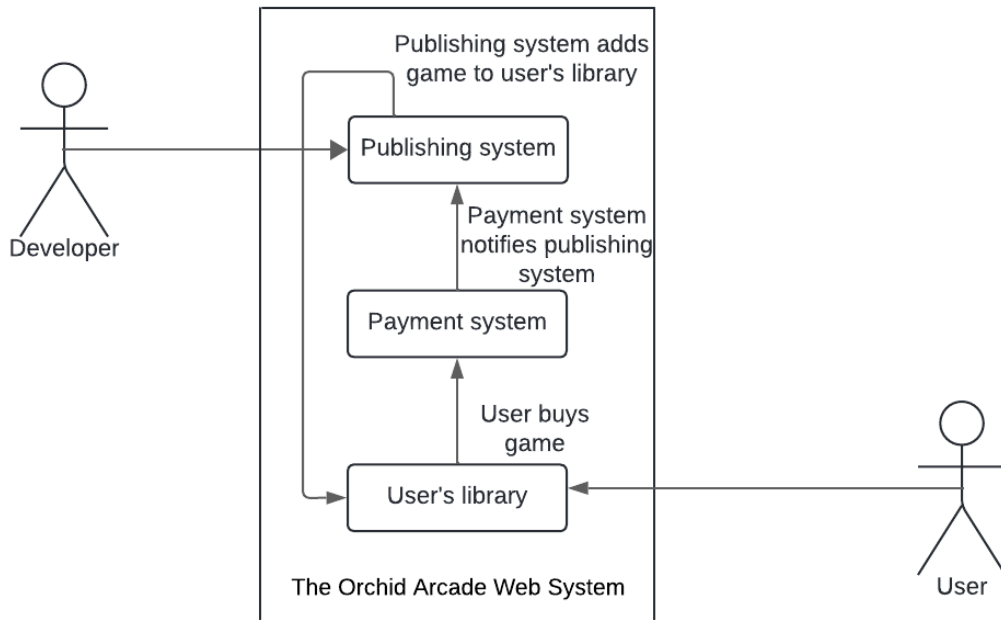 Publishing system adds
game to user's library
Publishing system
Developer
Payment system
notifies publishing
system
Payment system
User buys
game
User's library
The Orchid Arcade Web System
User